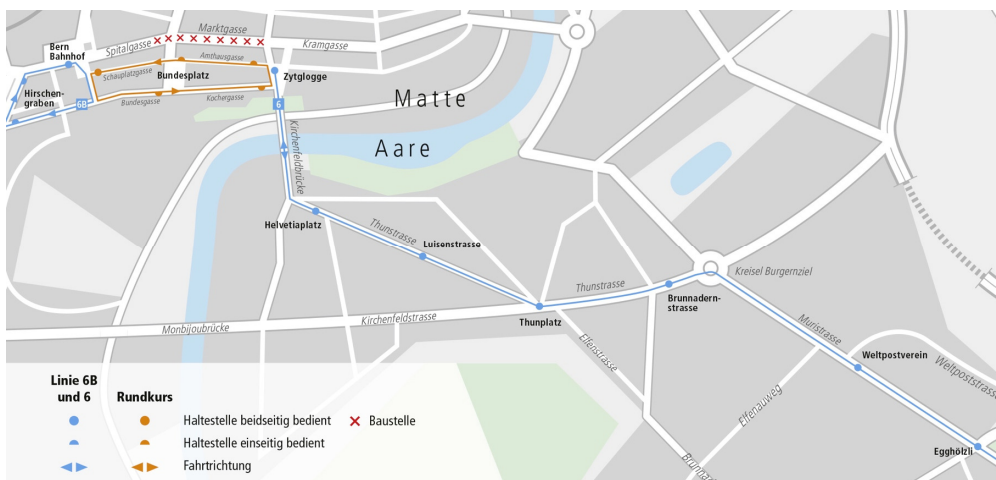 Marktgasse
Spitalgasse
Kramgasse
Bern
Bahnhof
Amthausgasse
Schauplatzgasse
Bundesplatz
Zytglogge
Hirschen-
graben
6B
Bundesgasse
Kochergasse
6
Matte
Aare
Kirchenfeldbrücke
Helvetiaplatz
Thunstrasse
Luisenstrasse
Kreisel Burgernziel
Thunstrasse
Brunnadern-
strasse
Thunplatz
Kirchenfeldstrasse
Monbijoubrücke
Muristrasse
Elfenstrasse
Weltpostverein
Weltpoststrasse
Elfenauweg
Egghölzli
Linie 6B
und 6
Rundkurs
Haltestelle beidseitig bedient
Baustelle
Haltestelle einseitig bedient
Fahrtrichtung